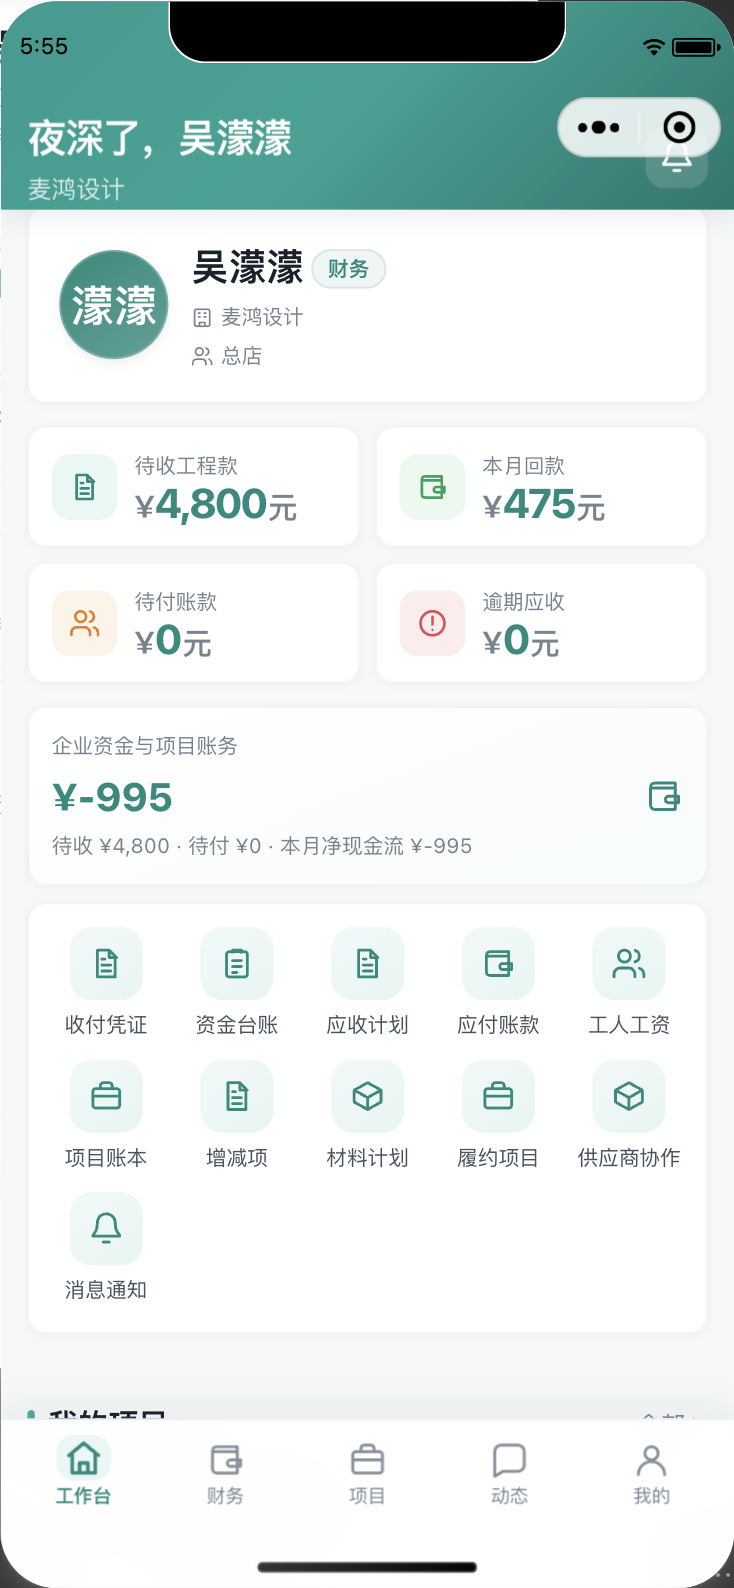 5:55
夜深了，吴濛濛
麦鸿设计
濛濛
吴濛濛 财务
麦鸿设计
总店
待收工程款
¥4,800元
本月回款
¥475元
待付账款
¥0元
逾期应收
¥0元
企业资金与项目账务
¥-995
待收 ¥4,800 · 待付 ¥0 · 本月净现金流 ¥-995
收付凭证 资金台账 应收计划 应付账款 工人工资
项目账本 增减项 材料计划 履约项目 供应商协作
消息通知
我的项目
工作台 财务 项目 动态 我的